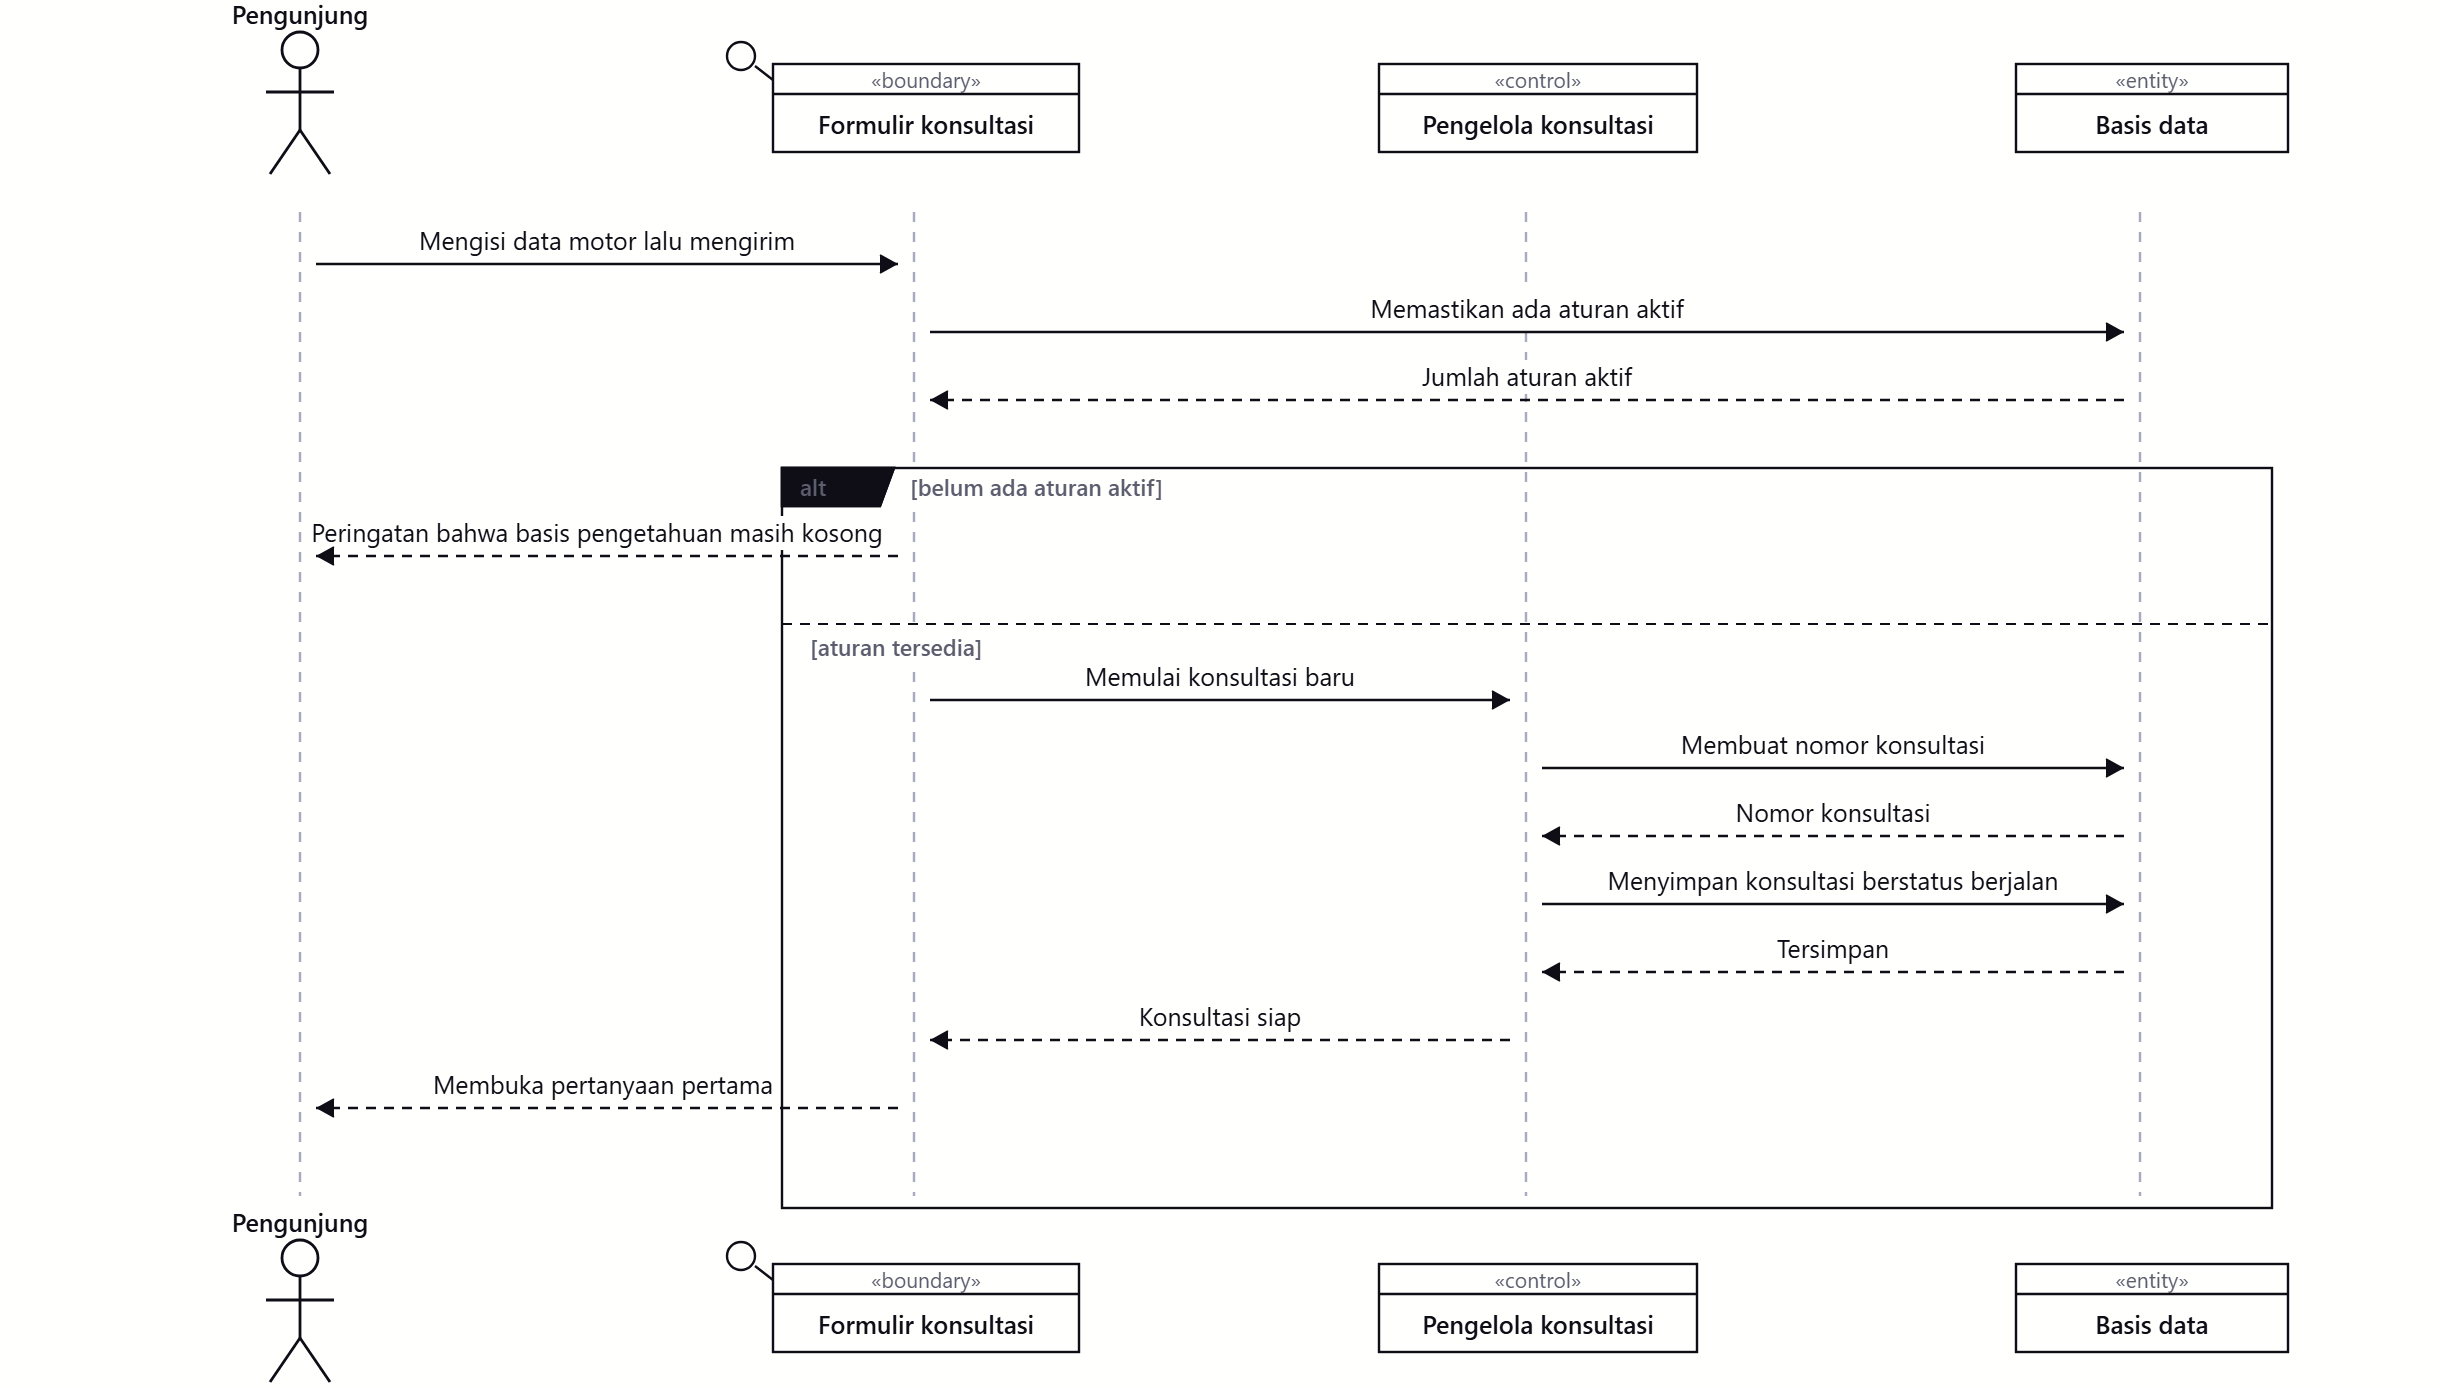 Pengunjung
«boundary»
Formulir konsultasi
«control»
Pengelola konsultasi
«entity»
Basis data
Mengisi data motor lalu mengirim
Memastikan ada aturan aktif
Jumlah aturan aktif
alt
[belum ada aturan aktif]
Peringatan bahwa basis pengetahuan masih kosong
[aturan tersedia]
Memulai konsultasi baru
Membuat nomor konsultasi
Nomor konsultasi
Menyimpan konsultasi berstatus berjalan
Tersimpan
Konsultasi siap
Membuka pertanyaan pertama
Pengunjung
«boundary»
Formulir konsultasi
«control»
Pengelola konsultasi
«entity»
Basis data